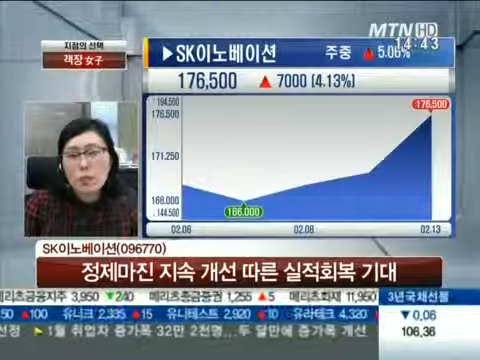 MTN HD
14:43
지점의 선택
객장 女子
▶SK이노베이션 주중 ▲ 5.06%
176,500 ▲ 7000 (4.13%)
194,500
176,500
176,500
171,250
166,000
166,000
144,500
02.06 02.08 02.13
SK이노베이션(096770)
정제마진 지속 개선 따른 실적회복 기대
메리츠금융지주 3,950 ▼240 메리츠종금증권 1,255 ▲5 메리츠화재
3년국채선물
100 유니크 2,335 ▲15 유니테스트 2,920 ▲10 유라테크 4,320
▼0,06
106,36
1월 취업자 증가폭 32만 2천명...두 달만에 증가폭 개선